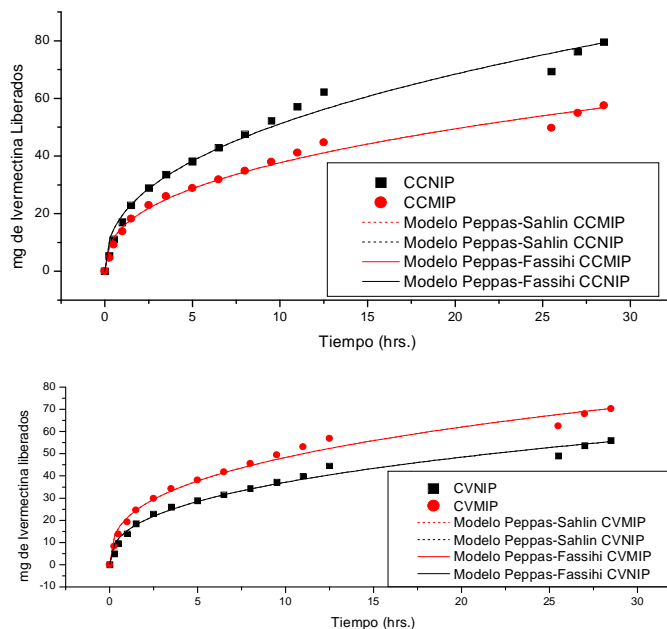 mg de Ivermectina Liberados
80
60
40
20
0
CCNIP
CCMIP
Modelo Peppas-Sahlin CCMIP
Modelo Peppas-Sahlin CCNIP
Modelo Peppas-Fassihi CCMIP
Modelo Peppas-Fassihi CCNIP
0 5 10 15 20 25 30
Tiempo (hrs.)
mg de Ivermectina liberados
80
70
60
50
40
30
20
10
0
-10
CVNIP
CVMIP
Modelo Peppas-Sahlin CVMIP
Modelo Peppas-Sahlin CVNIP
Modelo Peppas-Fassihi CVMIP
Modelo Peppas-Fassihi CVNIP
0 5 10 15 20 25 30
Tiempo (hrs.)